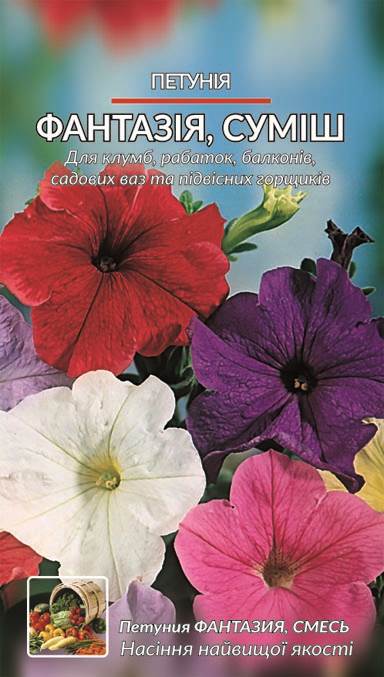 ПЕТУНІЯ
ФАНТАЗІЯ, СУМІШ
Для клумб, рабаток, балконів,
садових ваз та підвісних горщиків
Петуния ФАНТАЗИЯ, СМЕСЬ
Насіння найвищої якості